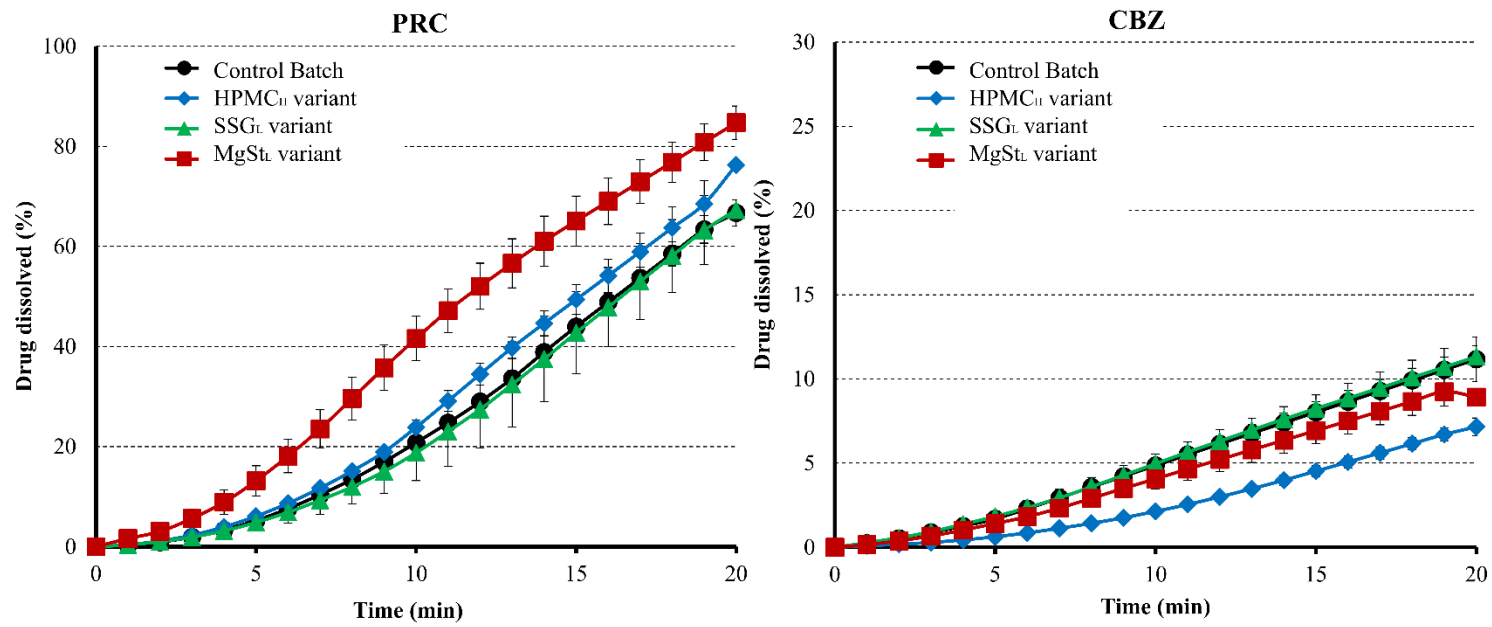 PRC
Control Batch
HPMCH variant
SSGL variant
MgStL variant
Drug dissolved (%)
100
80
60
40
20
0
0 5 10 15 20
Time (min)
CBZ
Control Batch
HPMCH variant
SSGL variant
MgStL variant
Drug dissolved (%)
30
25
20
15
10
5
0
0 5 10 15 20
Time (min)